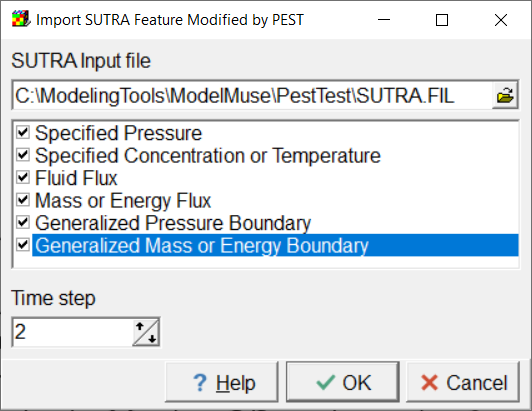 Import SUTRA Feature Modified by PEST
SUTRA Input file
C:\ModelingTools\ModelMuse\PestTest\SUTRA.FIL
Specified Pressure
Specified Concentration or Temperature
Fluid Flux
Mass or Energy Flux
Generalized Pressure Boundary
Generalized Mass or Energy Boundary
Time step
2
? Help
OK
Cancel